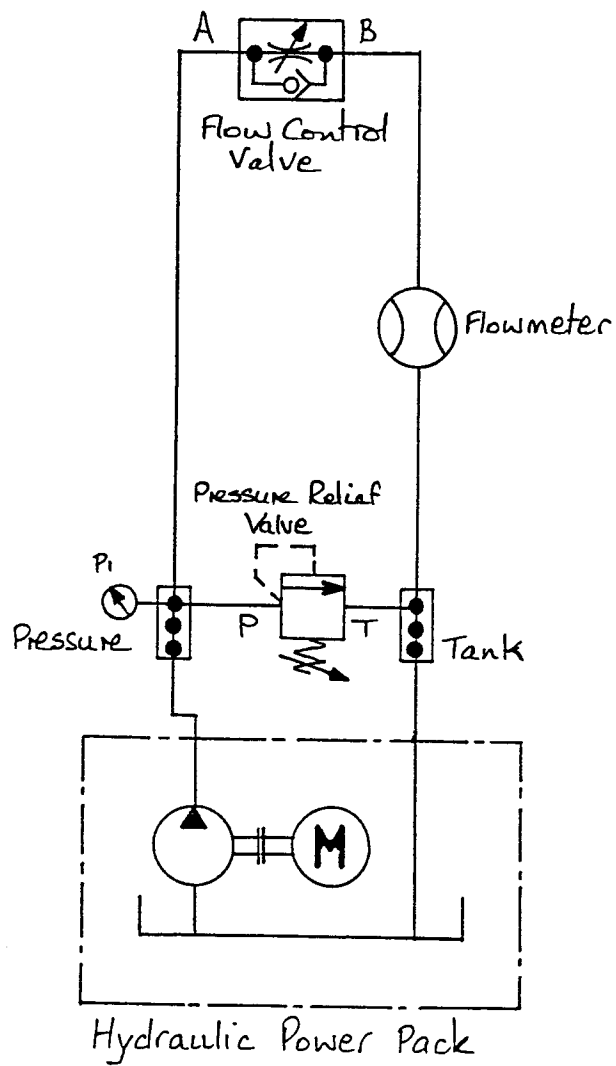 A
B
Flow Control
Valve
Flowmeter
Pressure Relief
Valve
P1
P
T
Pressure
Tank
M
Hydraulic Power Pack